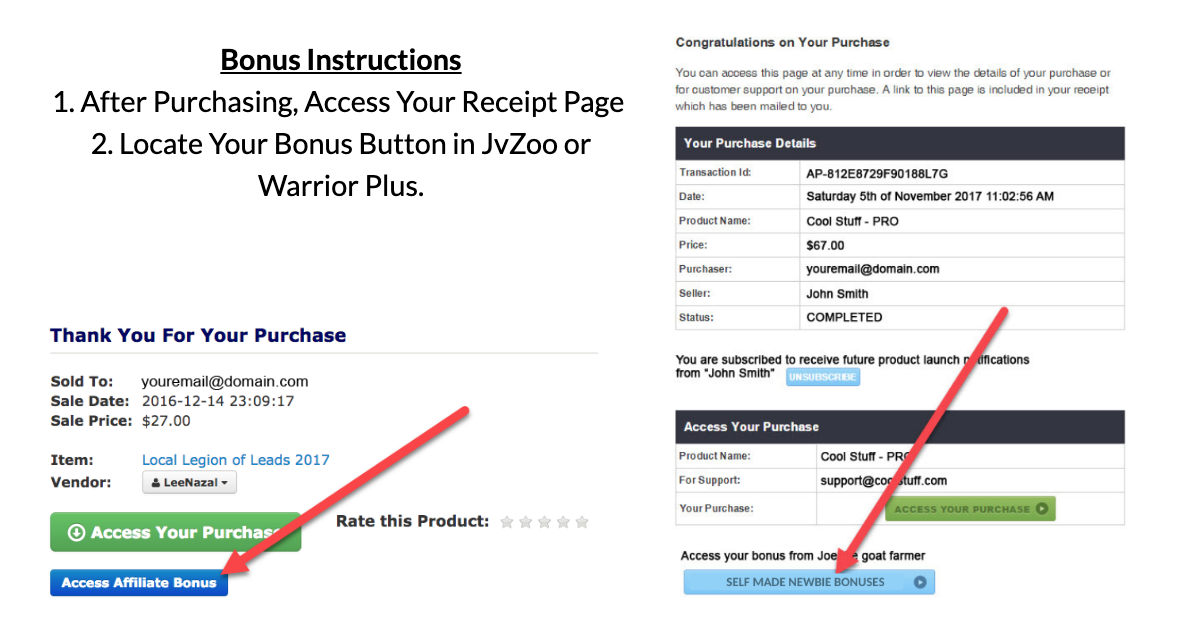 Bonus Instructions
1. After Purchasing, Access Your Receipt Page
2. Locate Your Bonus Button in JvZoo or
Warrior Plus.
Thank You For Your Purchase
Sold To: youremail@domain.com
Sale Date: 2016-12-14 23:09:17
Sale Price: $27.00
Item: Local Legion of Leads 2017
Vendor: LeeNazal
Access Your Purchase
Rate this Product:
Access Affiliate Bonus
Congratulations on Your Purchase
You can access this page at any time in order to view the details of your purchase or
for customer support on your purchase. A link to this page is included in your receipt
which has been mailed to you.
Your Purchase Details
Transaction Id: AP-812E8729F90188L7G
Date: Saturday 5th of November 2017 11:02:56 AM
Product Name: Cool Stuff - PRO
Price: $67.00
Purchaser: youremail@domain.com
Seller: John Smith
Status: COMPLETED
You are subscribed to receive future product launch notifications
from "John Smith" UNSUBSCRIBE
Access Your Purchase
Product Name: Cool Stuff - PRO
For Support: support@coolstuff.com
Your Purchase: ACCESS YOUR PURCHASE
Access your bonus from Joe the goat farmer
SELF MADE NEWBIE BONUSES